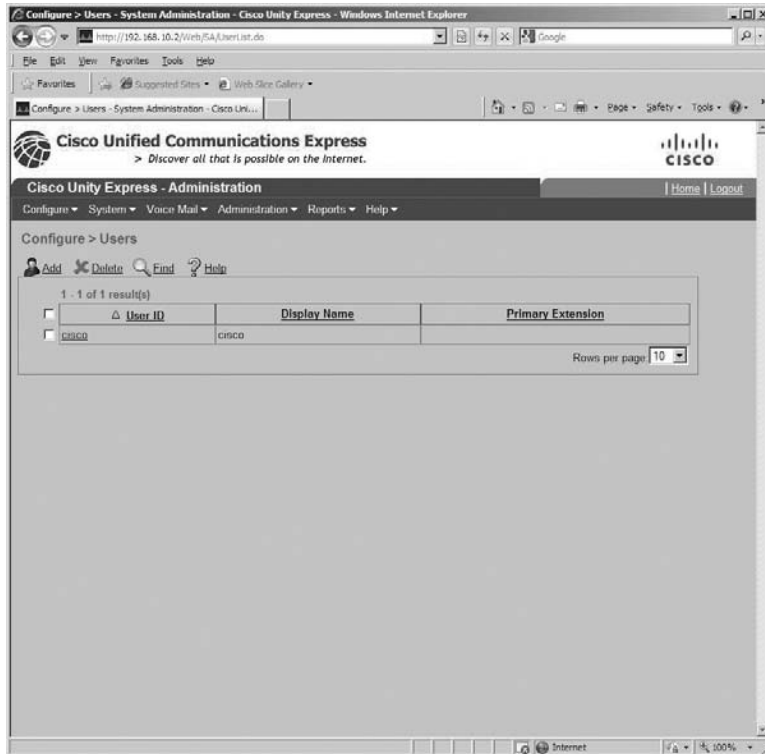 Configure > Users - System Administration - Cisco Unity Express - Windows Internet Explorer
http://192.168.10.2/Web/SA/UserList.do
Google
File Edit View Favorites Tools Help
Favorites Suggested Sites Web Slice Gallery
Configure > Users - System Administration - Cisco Uni...
Page Safety Tools
Cisco Unified Communications Express
> Discover all that is possible on the Internet.
CISCO
Cisco Unity Express - Administration
| Home | Logout
Configure System Voice Mail Administration Reports Help
Configure > Users
Add Delete Find Help
1 - 1 of 1 result(s)
User ID Display Name Primary Extension
cisco cisco
Rows per page: 10
Internet
100%